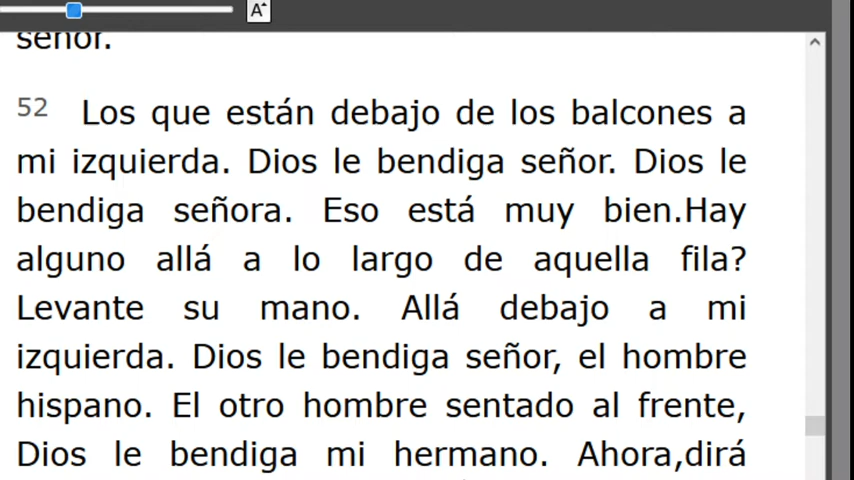 A
señor.
52 Los que están debajo de los balcones a
mi izquierda. Dios le bendiga señor. Dios le
bendiga señora. Eso está muy bien.Hay
alguno allá a lo largo de aquella fila?
Levante su mano. Allá debajo a mi
izquierda. Dios le bendiga señor, el hombre
hispano. El otro hombre sentado al frente,
Dios le bendiga mi hermano. Ahora,dirá